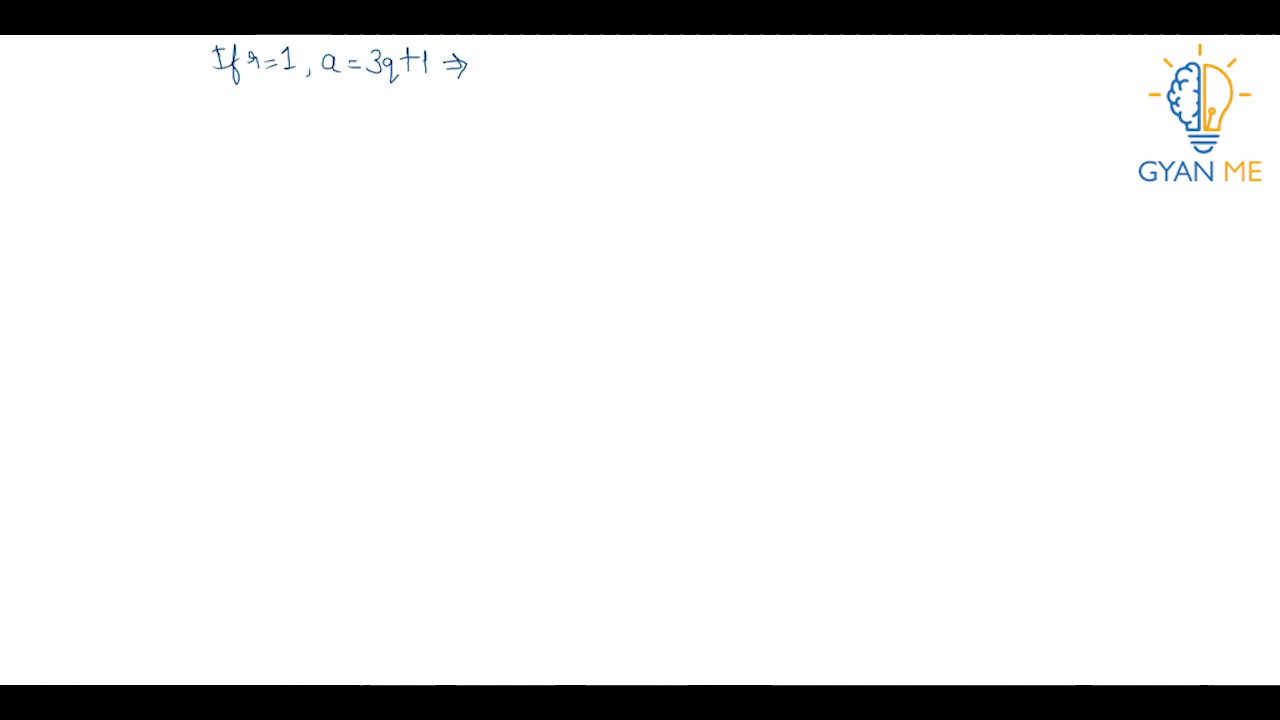 If r=1, a=3q+1 ⇒
GYAN ME